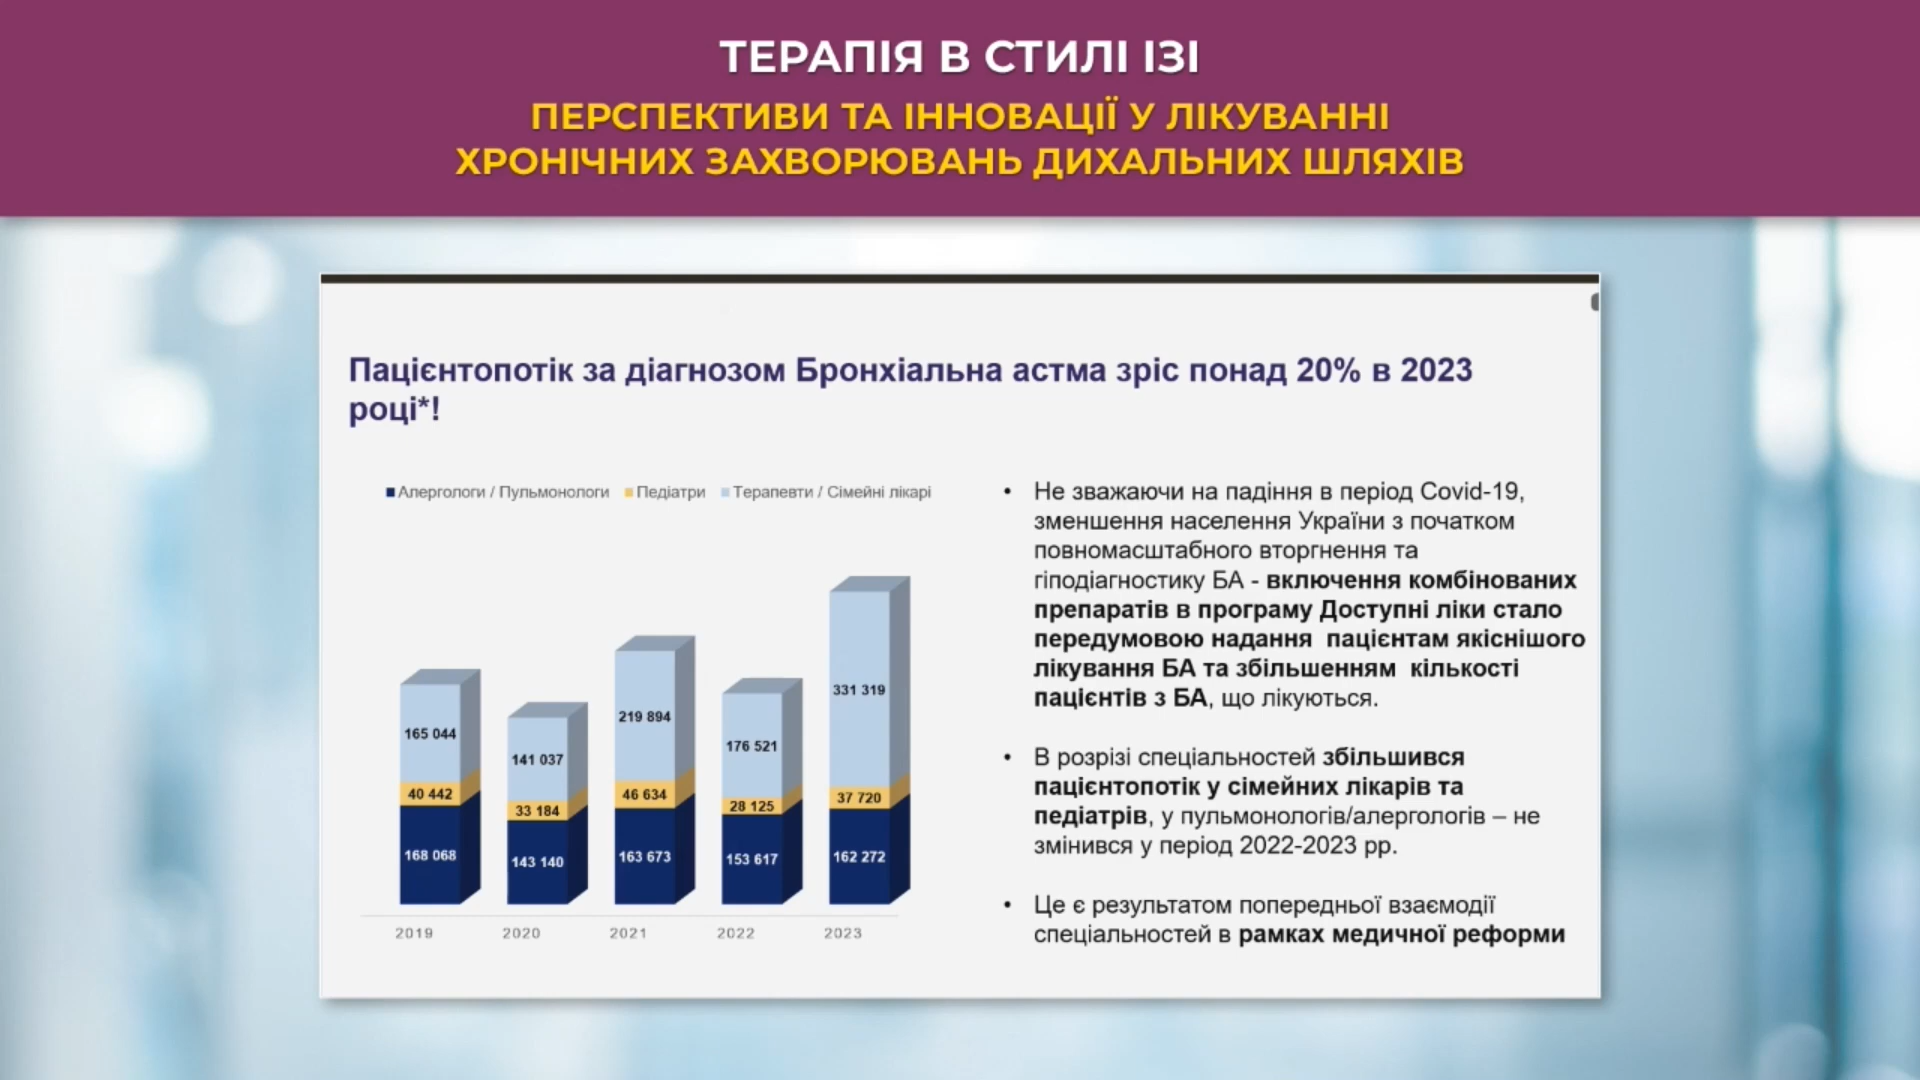 ТЕРАПІЯ В СТИЛІ ІЗІ
ПЕРСПЕКТИВИ ТА ІННОВАЦІЇ У ЛІКУВАННІ
ХРОНІЧНИХ ЗАХВОРЮВАНЬ ДИХАЛЬНИХ ШЛЯХІВ
Пацієнтопотік за діагнозом Бронхіальна астма зріс понад 20% в 2023
році*!
Алергологи / Пульмонологи Педіатри Терапевти / Сімейні лікарі
165 044
40 442
168 068
141 037
33 184
143 140
219 894
46 634
163 673
176 521
28 125
153 617
331 319
37 720
162 272
2019 2020 2021 2022 2023
• Не зважаючи на падіння в період Covid-19,
зменшення населення України з початком
повномасштабного вторгнення та
гіподіагностику БА - включення комбінованих
препаратів в програму Доступні ліки стало
передумовою надання пацієнтам якіснішого
лікування БА та збільшенням кількості
пацієнтів з БА, що лікуються.
• В розрізі спеціальностей збільшився
пацієнтопотік у сімейних лікарів та
педіатрів, у пульмонологів/алергологів – не
змінився у період 2022-2023 рр.
• Це є результатом попередньої взаємодії
спеціальностей в рамках медичної реформи